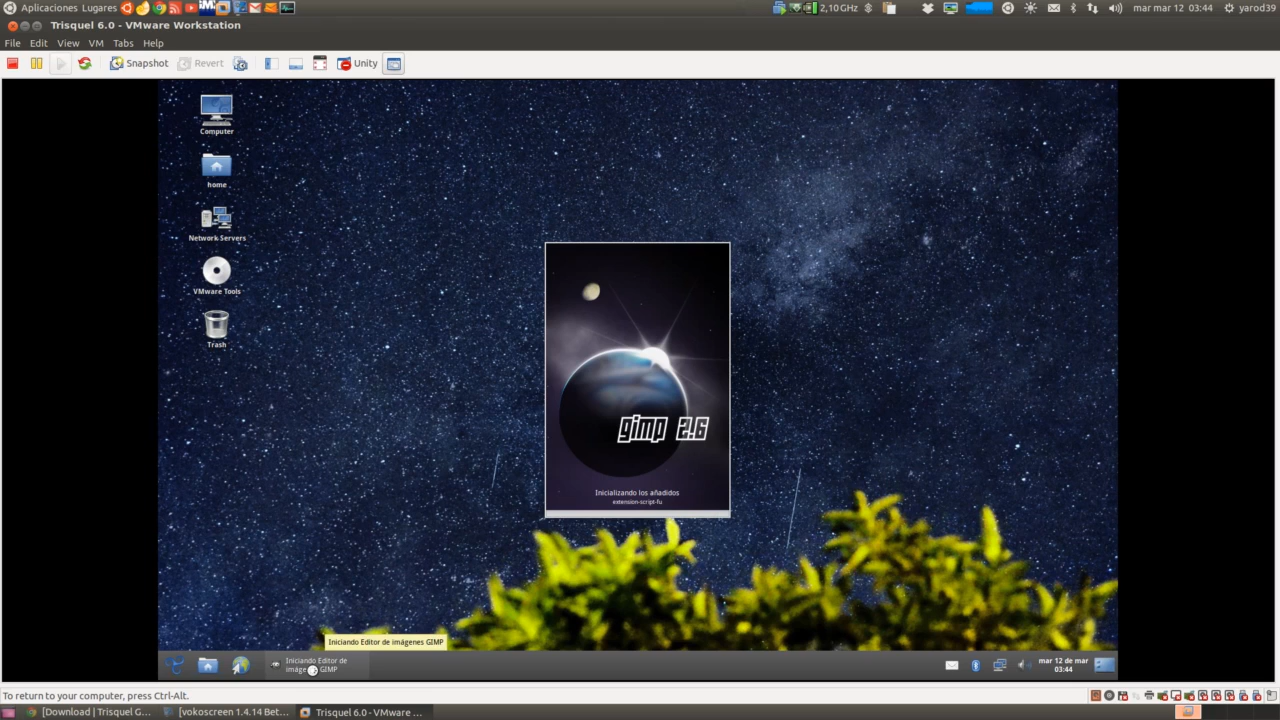 Aplicaciones Lugares
2,10GHz
mar mar 12 03:44
yarod39
Trisquel 6.0 - VMware Workstation
File Edit View VM Tabs Help
Snapshot
Revert
Unity
Computer
home
Network Servers
VMware Tools
Trash
gimp 2.6
Inicializando los añadidos
extension-script-fu
Iniciando Editor de imágenes GIMP
Iniciando Editor de
GIMP
mar 12 de mar
03:44
To return to your computer, press Ctrl-Alt.
[Download | Trisquel G...
[vokoscreen 1.4.14 Bet...
Trisquel 6.0 - VMware ...